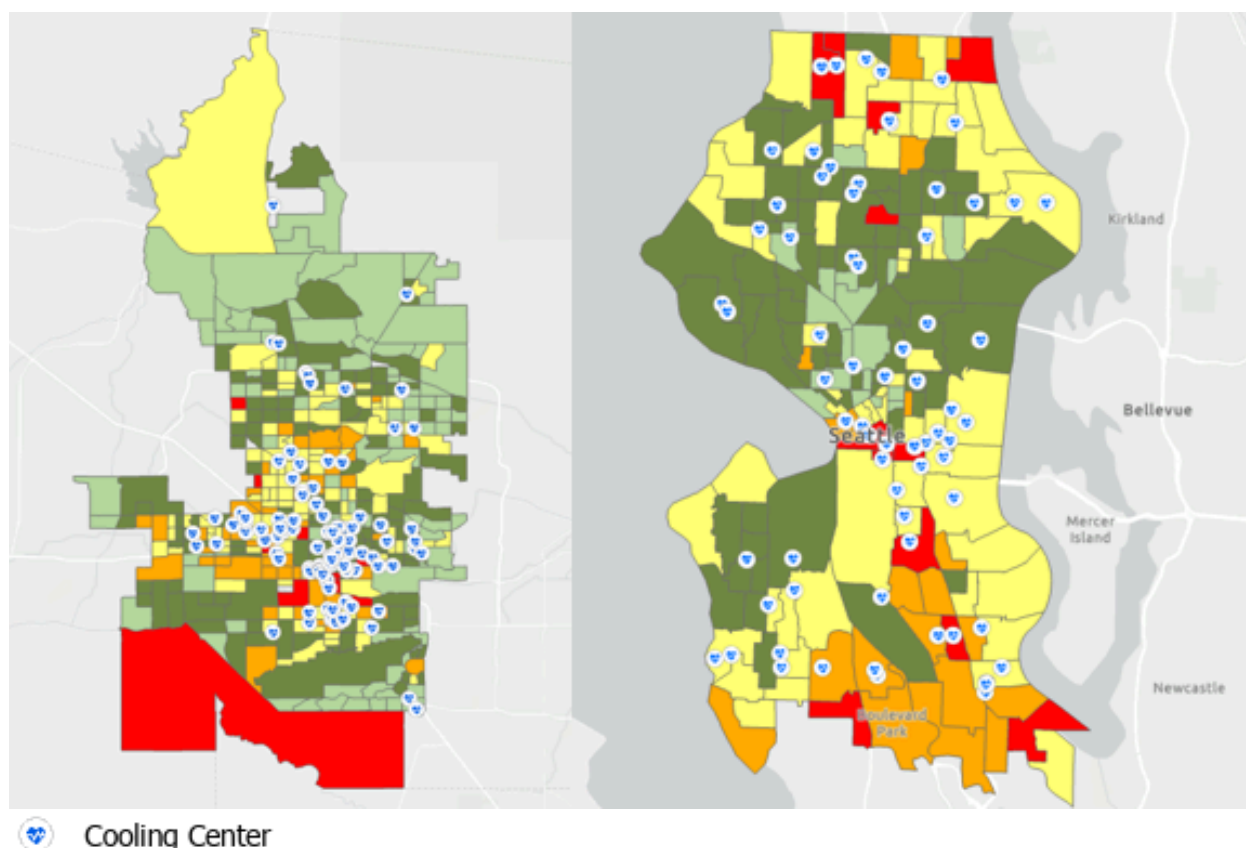 Kirkland
Bellevue
Seattle
Mercer
Island
Newcastle
Boulevard
Park
Cooling Center